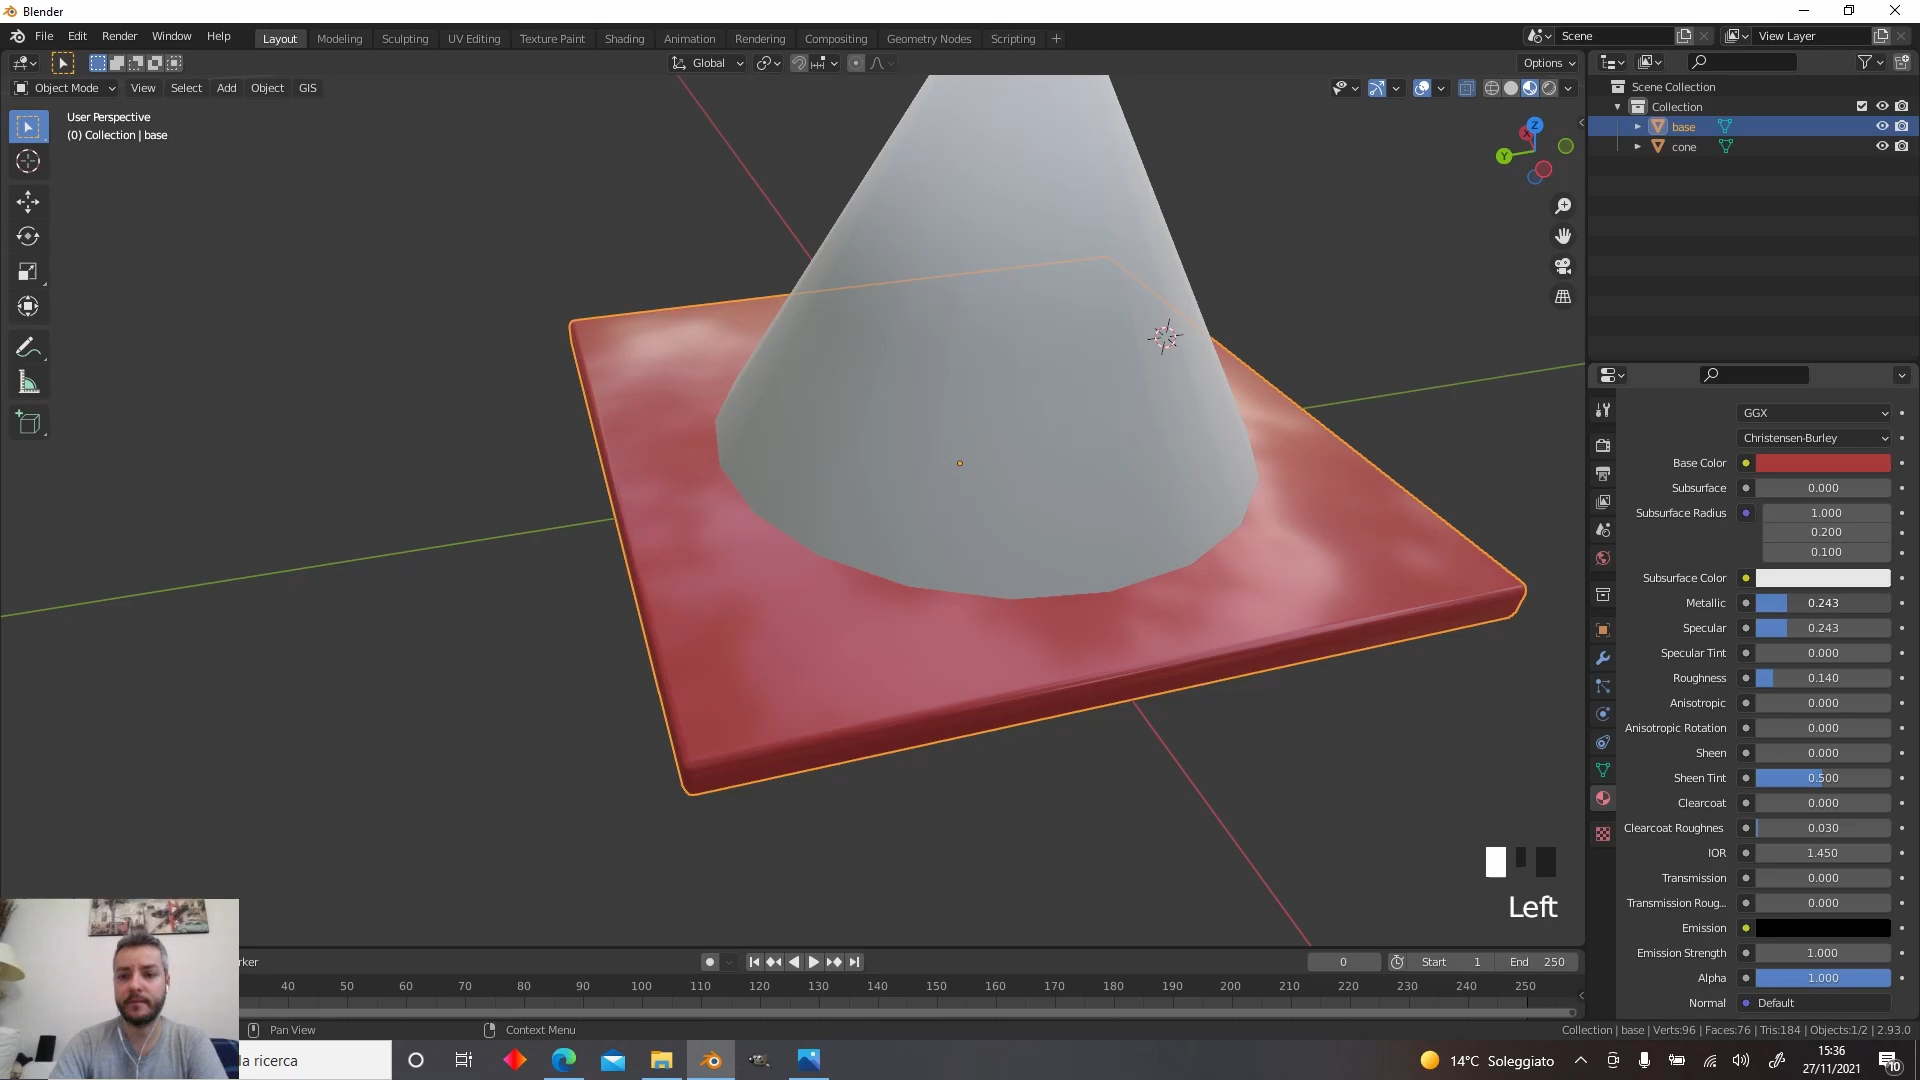 Blender
File Edit Render Window Help
Layout Modeling Sculpting UV Editing Texture Paint Shading Animation Rendering Compositing Geometry Nodes Scripting +
Scene
View Layer
Global
Options
Object Mode View Select Add Object GIS
User Perspective
(0) Collection | base
Z
X
Y
Scene Collection
Collection
base
cone
GGX
Christensen-Burley
Base Color
Subsurface 0.000
Subsurface Radius 1.000
0.200
0.100
Subsurface Color
Metallic 0.243
Specular 0.243
Specular Tint 0.000
Roughness 0.140
Anisotropic 0.000
Anisotropic Rotation 0.000
Sheen 0.000
Sheen Tint 0.500
Clearcoat 0.000
Clearcoat Roughnes 0.030
IOR 1.450
Transmission 0.000
Transmission Roug... 0.000
Emission
Emission Strength 1.000
Alpha 1.000
Normal Default
Left
rker
0
Start 1 End 250
40 50 60 70 80 90 100 110 120 130 140 150 160 170 180 190 200 210 220 230 240 250
Pan View
Context Menu
Collection | base | Verts:96 | Faces:76 | Tris:184 | Objects:1/2 | 2.93.0
la ricerca
14°C Soleggiato
15:36
27/11/2021
10